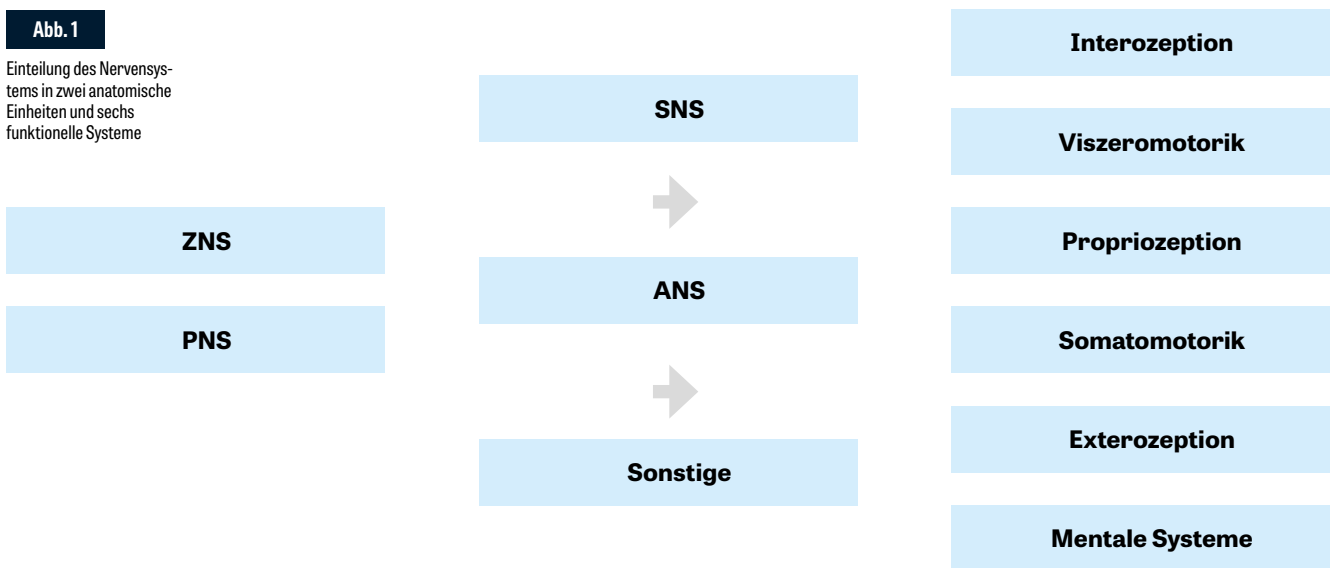 Abb. 1
Einteilung des Nervensys-
tems in zwei anatomische
Einheiten und sechs
funktionelle Systeme
ZNS
PNS
SNS
ANS
Sonstige
Interozeption
Viszeromotorik
Propriozeption
Somatomotorik
Exterozeption
Mentale Systeme